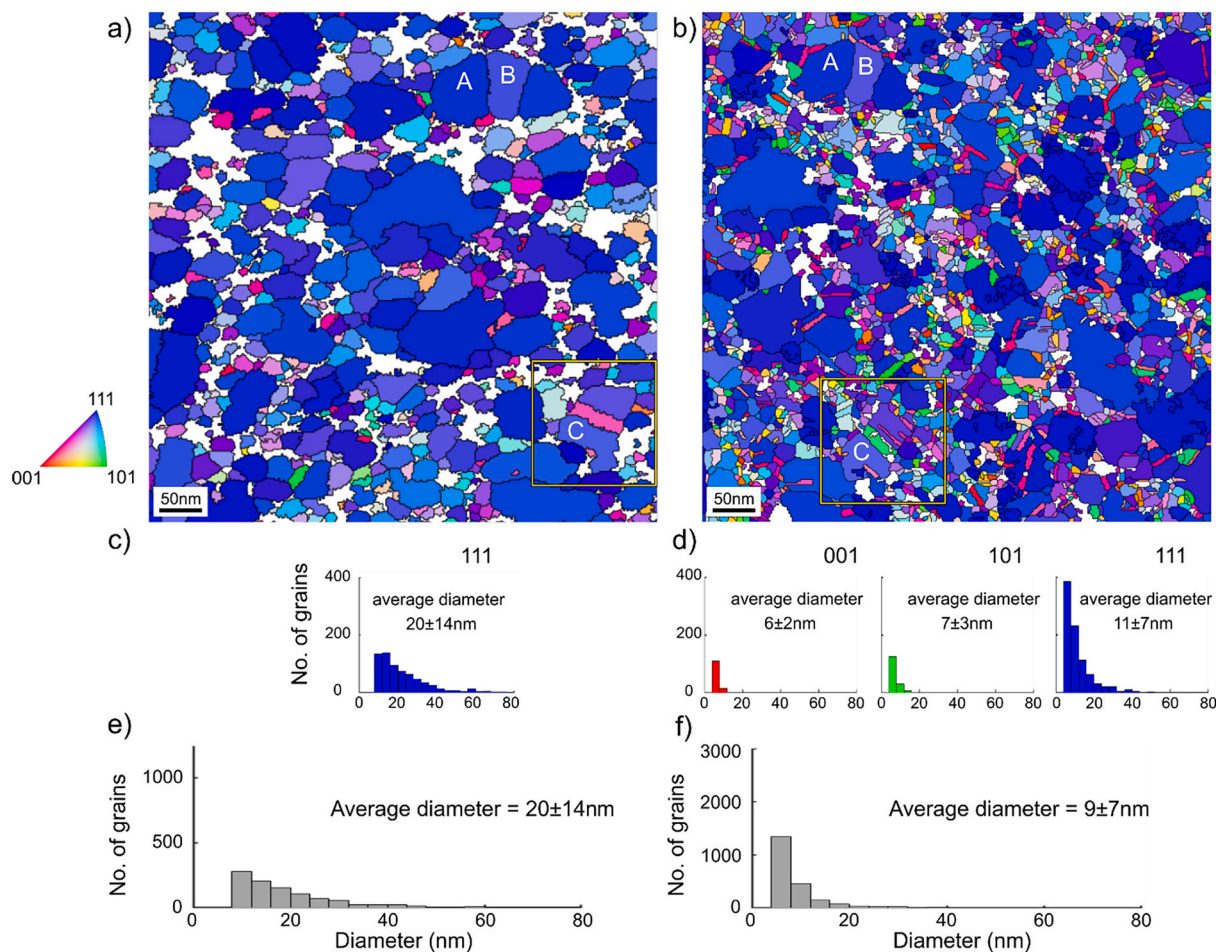 a)
A
B
C
50nm
b)
A
B
C
50nm
111
001
101
c)
111
No. of grains
400
200
0
average diameter
20±14nm
0 20 40 60 80
d)
001
101
111
400
200
0
average diameter
6±2nm
0 20 40 60 80
average diameter
7±3nm
0 20 40 60 80
average diameter
11±7nm
0 20 40 60 80
e)
No. of grains
1000
500
0
Average diameter = 20±14nm
0 20 40 60 80
Diameter (nm)
f)
No. of grains
3000
2000
1000
0
Average diameter = 9±7nm
0 20 40 60 80
Diameter (nm)